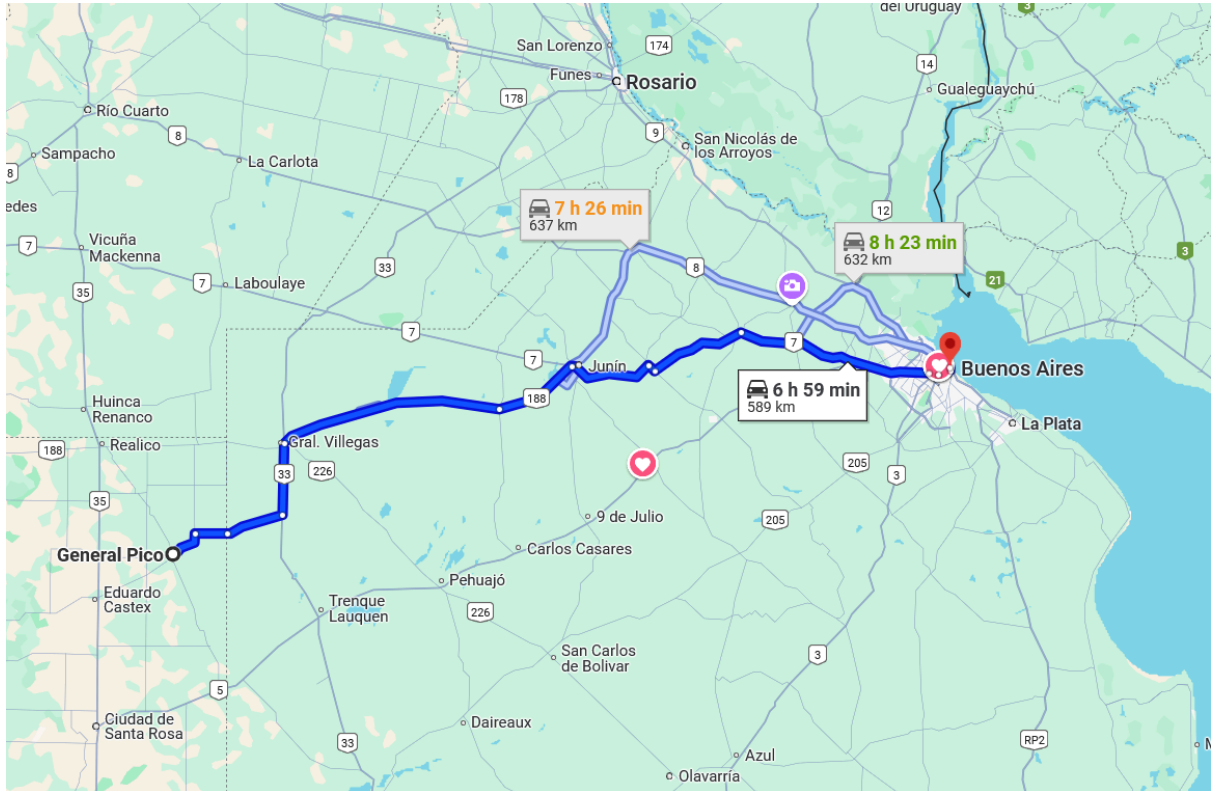 del Uruguay
3
San Lorenzo
174
14
Funes
Rosario
Gualeguaychú
178
Río Cuarto
9
8
San Nicolás de
los Arroyos
Sampacho
La Carlota
8
edes
7 h 26 min
637 km
12
8 h 23 min
632 km
7
Vicuña
Mackenna
7
33
8
21
3
35
Laboulaye
7
7
Junín
7
Buenos Aires
6 h 59 min
589 km
188
Huinca
Renanco
La Plata
188
Realico
Gral. Villegas
33
226
205
3
35
9 de Julio
205
General Pico
Carlos Casares
Eduardo
Castex
Pehuajó
Trenque
Lauquen
226
San Carlos
de Bolivar
3
5
Ciudad de
Santa Rosa
Daireaux
33
RP2
M
Azul
Olavarría